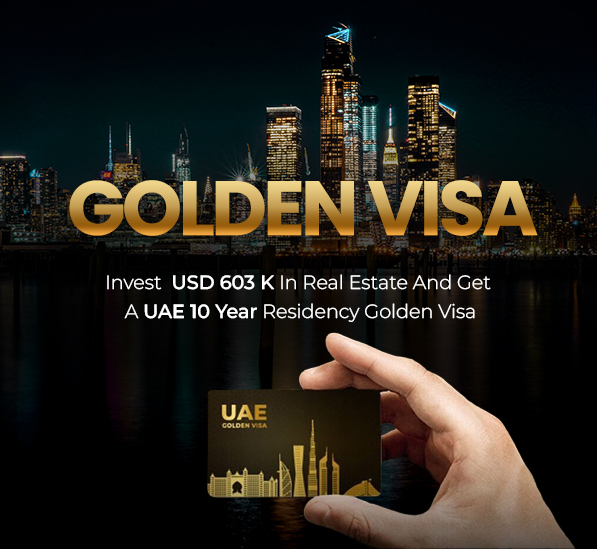 GOLDEN VISA
Invest USD 603 K In Real Estate And Get
A UAE 10 Year Residency Golden Visa
UAE
GOLDEN VISA